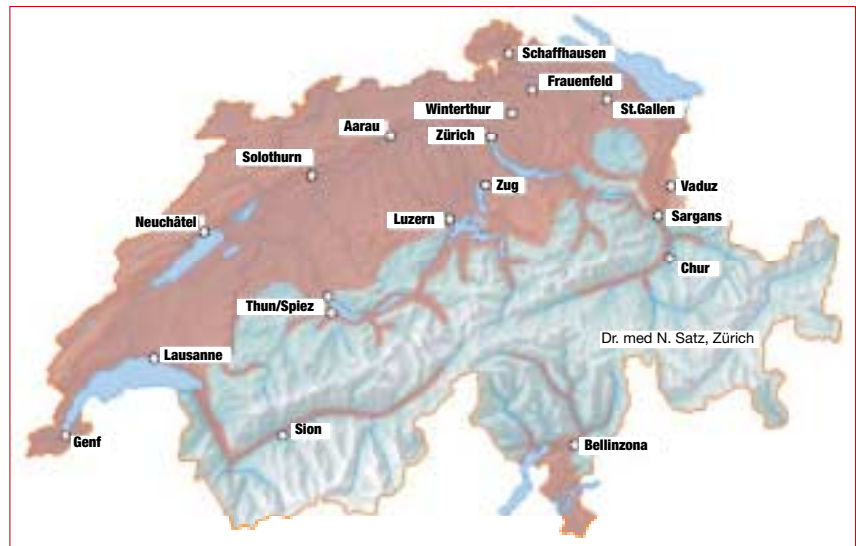 Schaffhausen
Frauenfeld
Winterthur
St.Gallen
Aarau
Zürich
Solothurn
Zug
Vaduz
Neuchâtel
Luzern
Sargans
Chur
Thun/Spiez
Dr. med N. Satz, Zürich
Lausanne
Sion
Genf
Bellinzona